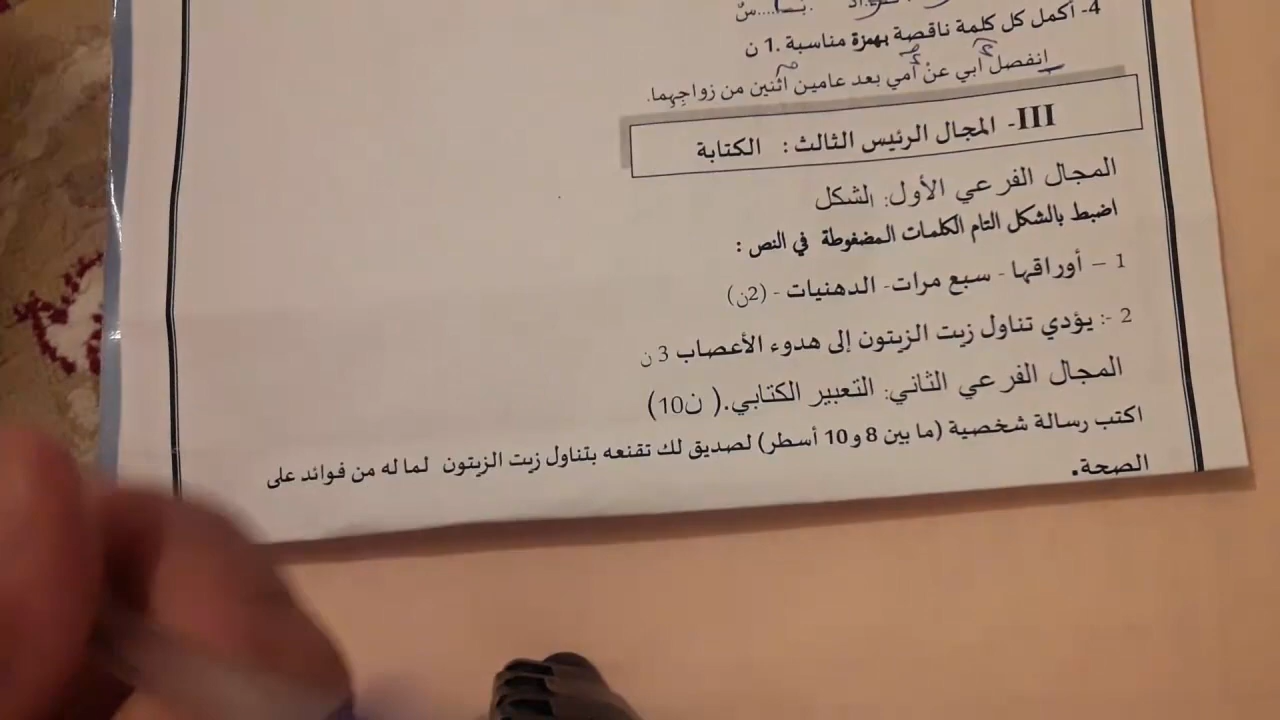 4- أكمل كل كلمة ناقصة بهمزة مناسبة .1 ن
انفصل أبي عنْ أمي بعد عامين اثنين من زواجِهِما.
III- المجال الرئيس الثالث: الكتابة
المجال الفرعي الأول: الشكل
اضبط بالشكل التام الكلمات المضغوطة في النص :
1 – أوراقها - سبع مرات- الدهنيات - (2ن)
2 -: يؤدي تناول زيت الزيتون إلى هدوء الأعصاب 3 ن
المجال الفرعي الثاني: التعبير الكتابي.( 10ن)
اكتب رسالة شخصية (ما بين 8 و10 أسطر) لصديق لك تقنعه بتناول زيت الزيتون لما له من فوائد على
الصحة.